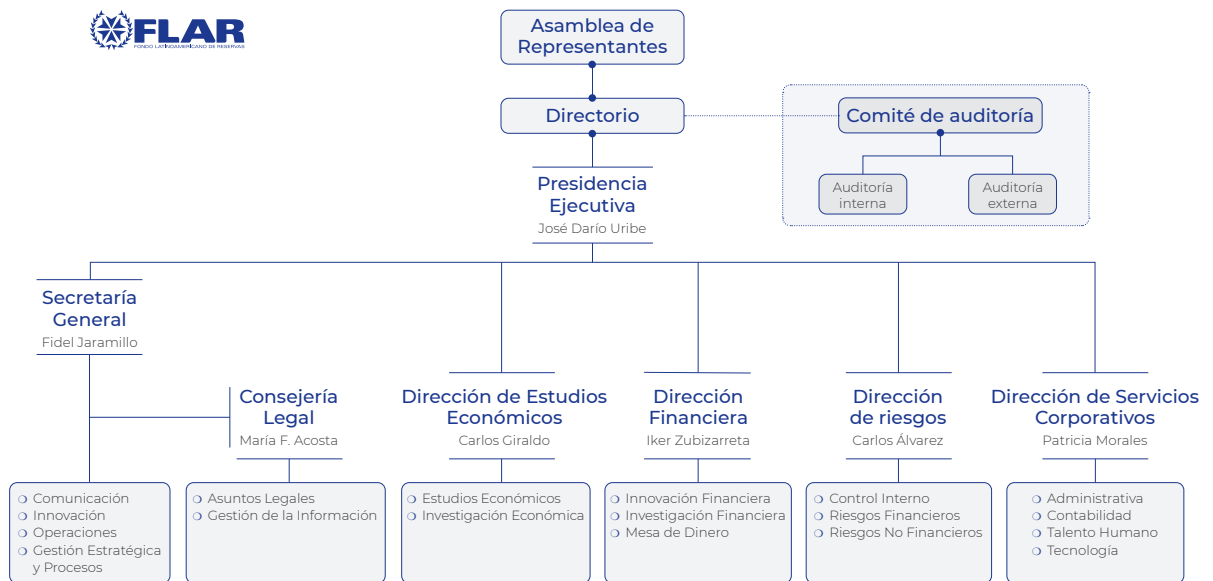 FLAR
FONDO LATINOAMERICANO DE RESERVAS
Asamblea de
Representantes
Directorio
Comité de auditoría
Auditoría
interna
Auditoría
externa
Presidencia
Ejecutiva
José Darío Uribe
Secretaría
General
Fidel Jaramillo
Consejería
Legal
María F. Acosta
Dirección de Estudios
Económicos
Carlos Giraldo
Dirección
Financiera
Iker Zubizarreta
Dirección
de riesgos
Carlos Álvarez
Dirección de Servicios
Corporativos
Patricia Morales
Comunicación
Innovación
Operaciones
Gestión Estratégica
y Procesos
Asuntos Legales
Gestión de la Información
Estudios Económicos
Investigación Económica
Innovación Financiera
Investigación Financiera
Mesa de Dinero
Control Interno
Riesgos Financieros
Riesgos No Financieros
Administrativa
Contabilidad
Talento Humano
Tecnología